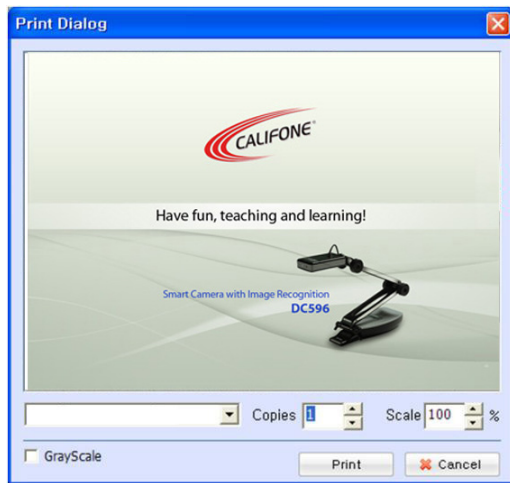 Print Dialog
CALIFONE®
Have fun, teaching and learning!
Smart Camera with Image Recognition
DC596
Copies 1 Scale 100 %
GrayScale Print Cancel